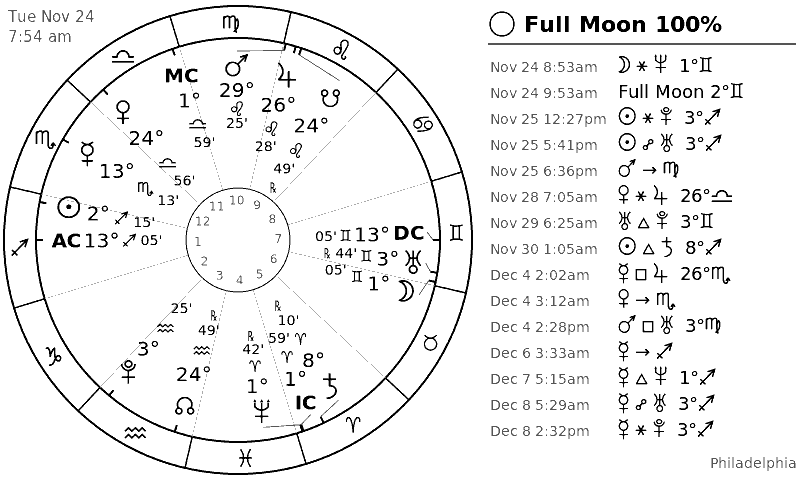 Tue Nov 24
7:54 am
♍ ♌ ♋ ♊ ♉ ♈ ♓ ♒ ♑ ♐ ♏ ♎
MC 1° ♎ 59'
♂ 29° ♌ 25'
♃ 26° ♌ 28'
☋ 24° ♌ 49' ℞
♀ 24° ♎ 56'
☿ 13° ♏ 13'
☉ 2° ♐ 15'
AC 13° ♐ 05'
05' ♊ 13° DC
℞ 44' ♊ 3° ♅
05' ♊ 1° ☽
25' ♒ 3° ♇
℞ 49' ♒ 24° ☊
℞ 42' ♈ 1° ♆
59' ♈ 1° IC
℞ 10' ♈ 8° ♄
1
2
3
4
5
6
7
8
9
10
11
12
Full Moon 100%
Nov 24 8:53am ☽ ⚹ ♆ 1°♊
Nov 24 9:53am Full Moon 2°♊
Nov 25 12:27pm ☉ ⚹ ♇ 3°♐
Nov 25 5:41pm ☉ ☍ ♅ 3°♐
Nov 25 6:36pm ♂ → ♍
Nov 28 7:05am ♀ ⚹ ♃ 26°♎
Nov 29 6:25am ♅ △ ♇ 3°♊
Nov 30 1:05am ☉ △ ♄ 8°♐
Dec 4 2:02am ☿ □ ♃ 26°♏
Dec 4 3:12am ♀ → ♏
Dec 4 2:28pm ♂ □ ♅ 3°♍
Dec 6 3:33am ☿ → ♐
Dec 7 5:15am ☿ △ ♆ 1°♐
Dec 8 5:29am ☿ ☍ ♅ 3°♐
Dec 8 2:32pm ☿ ⚹ ♇ 3°♐
Philadelphia